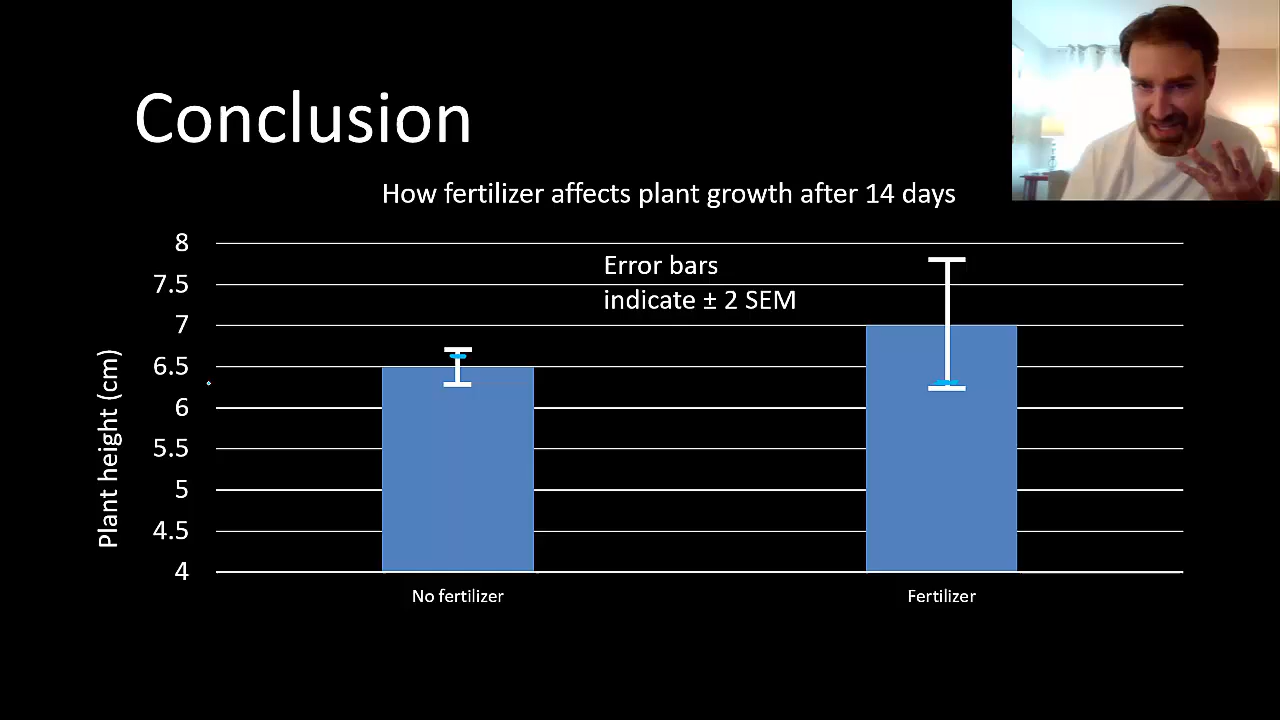 Conclusion
How fertilizer affects plant growth after 14 days
Error bars
indicate ± 2 SEM
8
7.5
7
6.5
6
5.5
5
4.5
4
Plant height (cm)
No fertilizer
Fertilizer